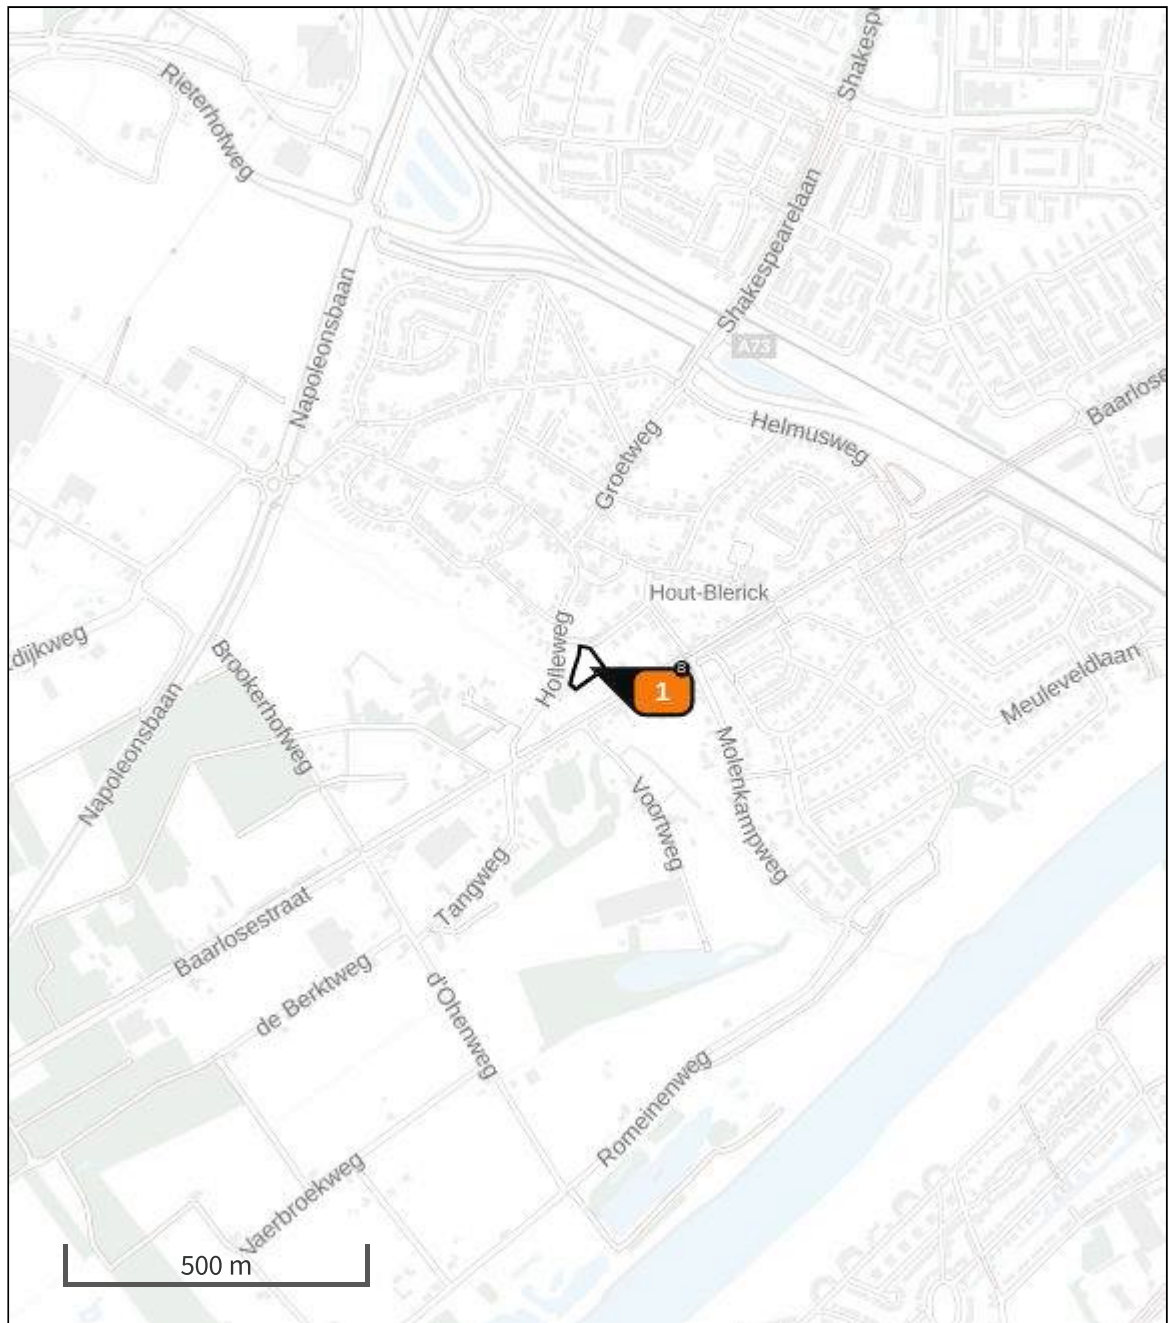 Shakesp
Rieterhofweg
Shakespearelaan
Napoleonsbaan
A73
Baarlose
Helmusweg
Groetweg
Hout-Blerick
Holleweg
dijkweg
Brookerhofweg
B
1
Meuleveldlaan
Napoleonsbaan
Molenkampweg
Voortweg
Tangweg
Baarlosestraat
de Berktweg
d'Ohenweg
Romeinenweg
Vaerbroekweg
500 m